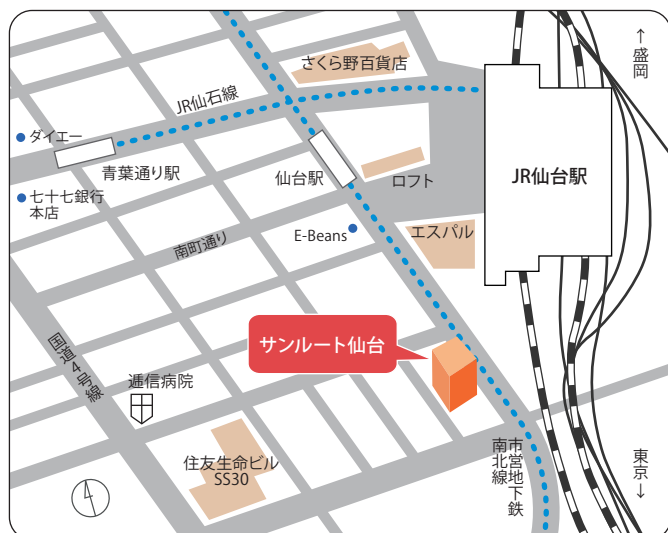 ↑
盛岡
さくら野百貨店
JR仙石線
ダイエー
青葉通り駅
仙台駅
ロフト
JR仙台駅
七十七銀行
本店
南町通り
E-Beans
エスパル
サンルート仙台
国道4号線
逓信病院
住友生命ビル
SS30
市営地下鉄
南北線
東京
↓